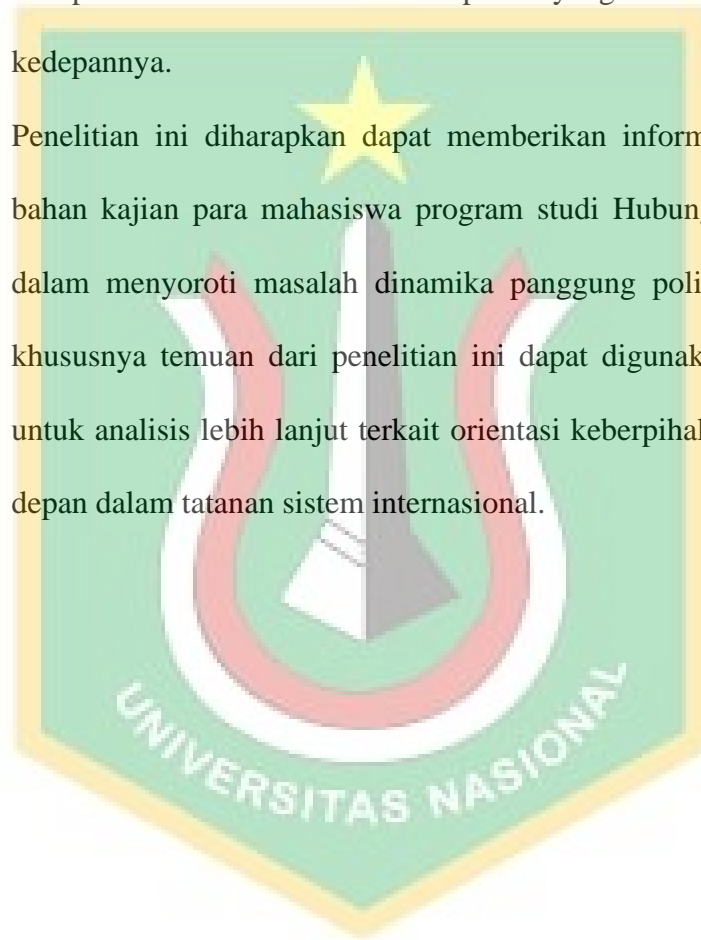 kedepannya.
Penelitian ini diharapkan dapat memberikan inform
bahan kajian para mahasiswa program studi Hubung
dalam menyoroti masalah dinamika panggung poli
khususnya temuan dari penelitian ini dapat digunak
untuk analisis lebih lanjut terkait orientasi keberpihak
depan dalam tatanan sistem internasional.
UNIVERSITAS NASIONAL